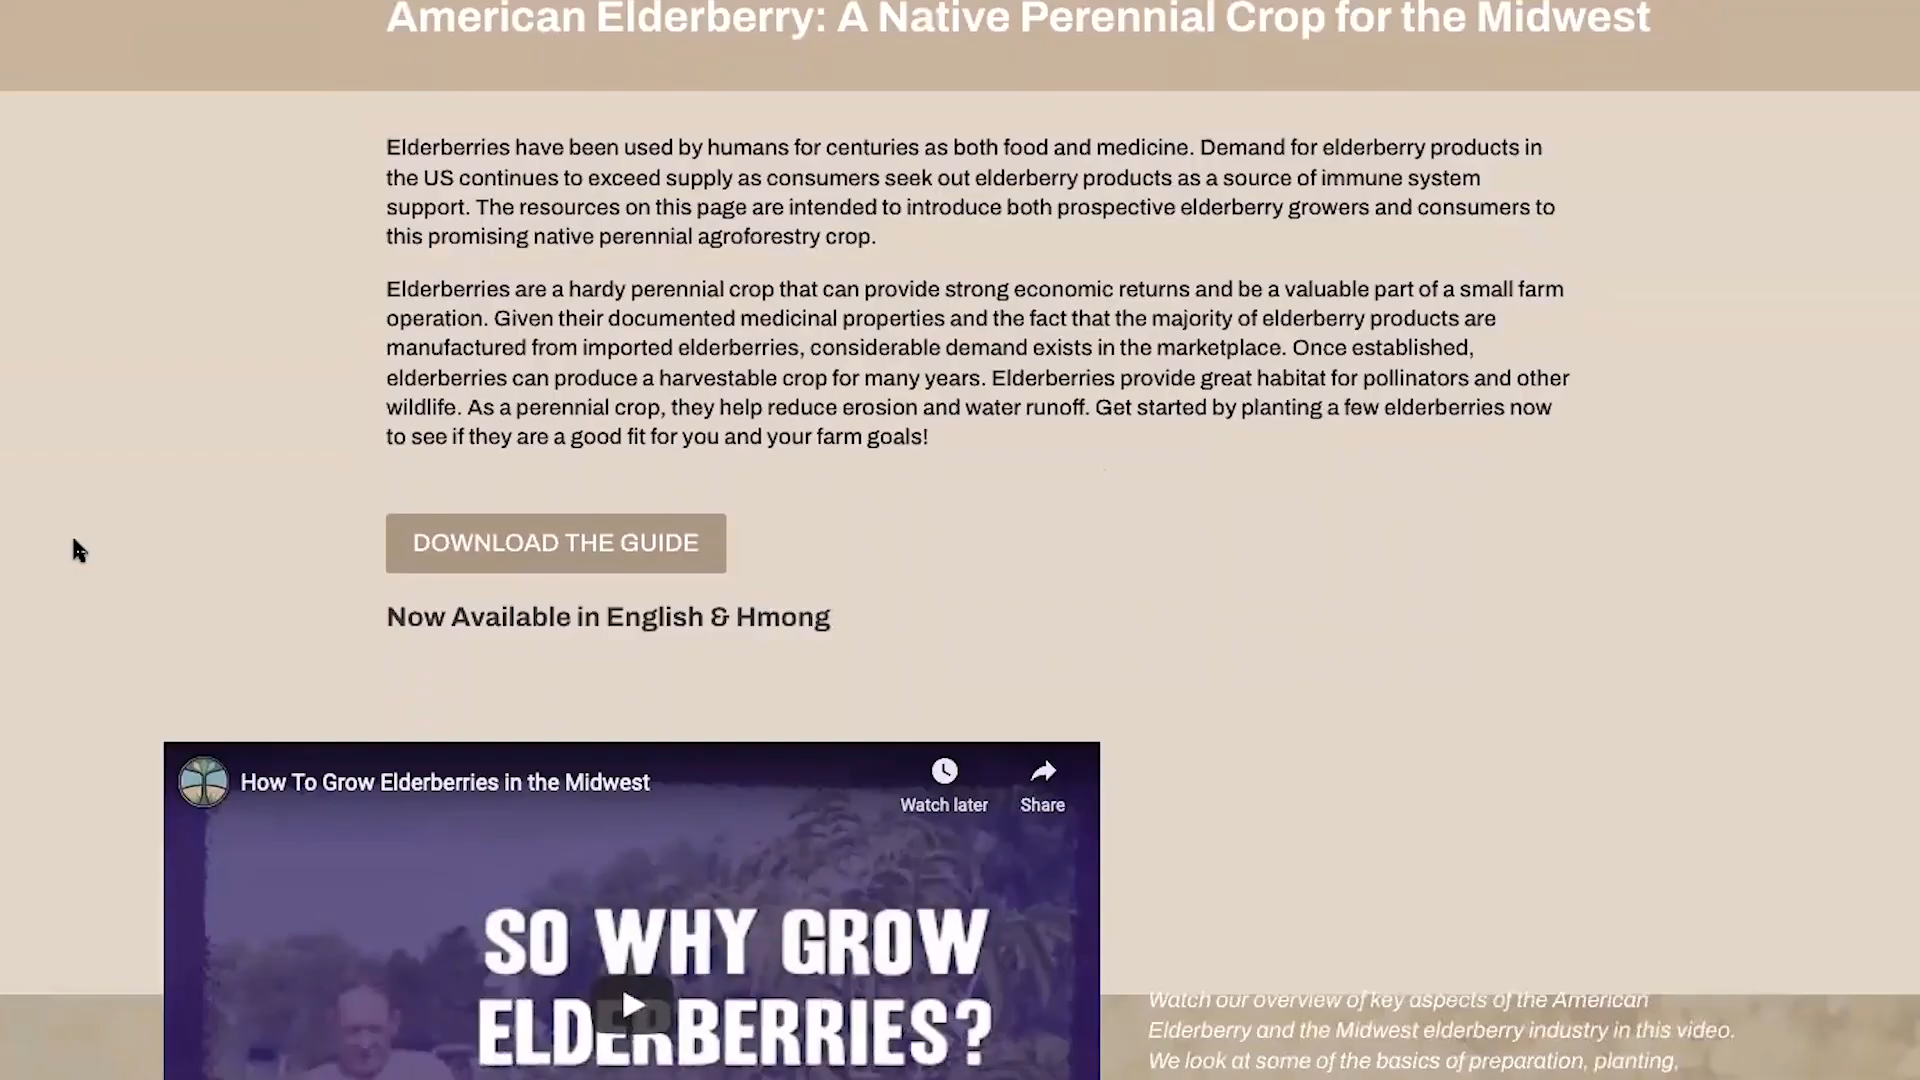 American Elderberry: A Native Perennial Crop for the Midwest
Elderberries have been used by humans for centuries as both food and medicine. Demand for elderberry products in
the US continues to exceed supply as consumers seek out elderberry products as a source of immune system
support. The resources on this page are intended to introduce both prospective elderberry growers and consumers to
this promising native perennial agroforestry crop.
Elderberries are a hardy perennial crop that can provide strong economic returns and be a valuable part of a small farm
operation. Given their documented medicinal properties and the fact that the majority of elderberry products are
manufactured from imported elderberries, considerable demand exists in the marketplace. Once established,
elderberries can produce a harvestable crop for many years. Elderberries provide great habitat for pollinators and other
wildlife. As a perennial crop, they help reduce erosion and water runoff. Get started by planting a few elderberries now
to see if they are a good fit for you and your farm goals!
DOWNLOAD THE GUIDE
Now Available in English & Hmong
How To Grow Elderberries in the Midwest
Watch later
Share
SO WHY GROW
ELDERBERRIES?
Watch our overview of key aspects of the American
Elderberry and the Midwest elderberry industry in this video.
We look at some of the basics of preparation, planting,